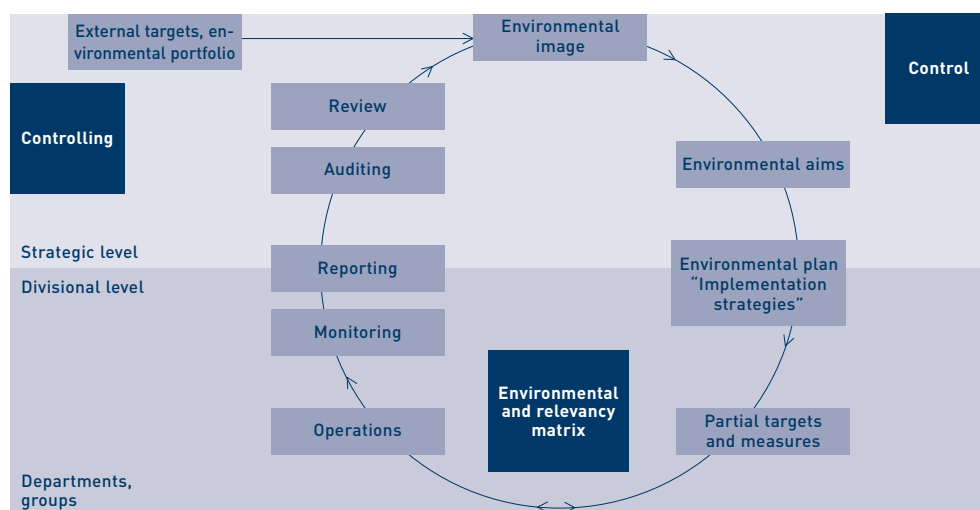 External targets, en-
vironmental portfolio
Environmental
image
Control
Controlling
Review
Auditing
Environmental aims
Strategic level
Divisional level
Reporting
Environmental plan
“Implementation
strategies”
Monitoring
Environmental
and relevancy
matrix
Operations
Partial targets
and measures
Departments,
groups